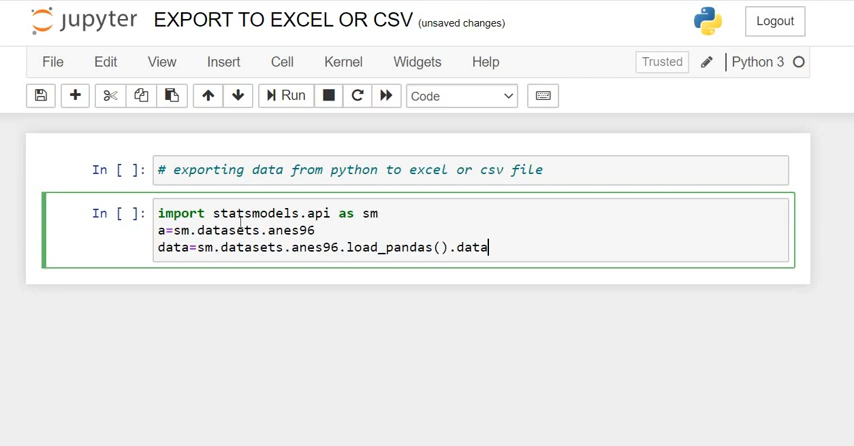 jupyter EXPORT TO EXCEL OR CSV (unsaved changes) Logout
File Edit View Insert Cell Kernel Widgets Help Trusted Python 3
Run Code
In [ ]: # exporting data from python to excel or csv file
In [ ]: import statsmodels.api as sm
a=sm.datasets.anes96
data=sm.datasets.anes96.load_pandas().data